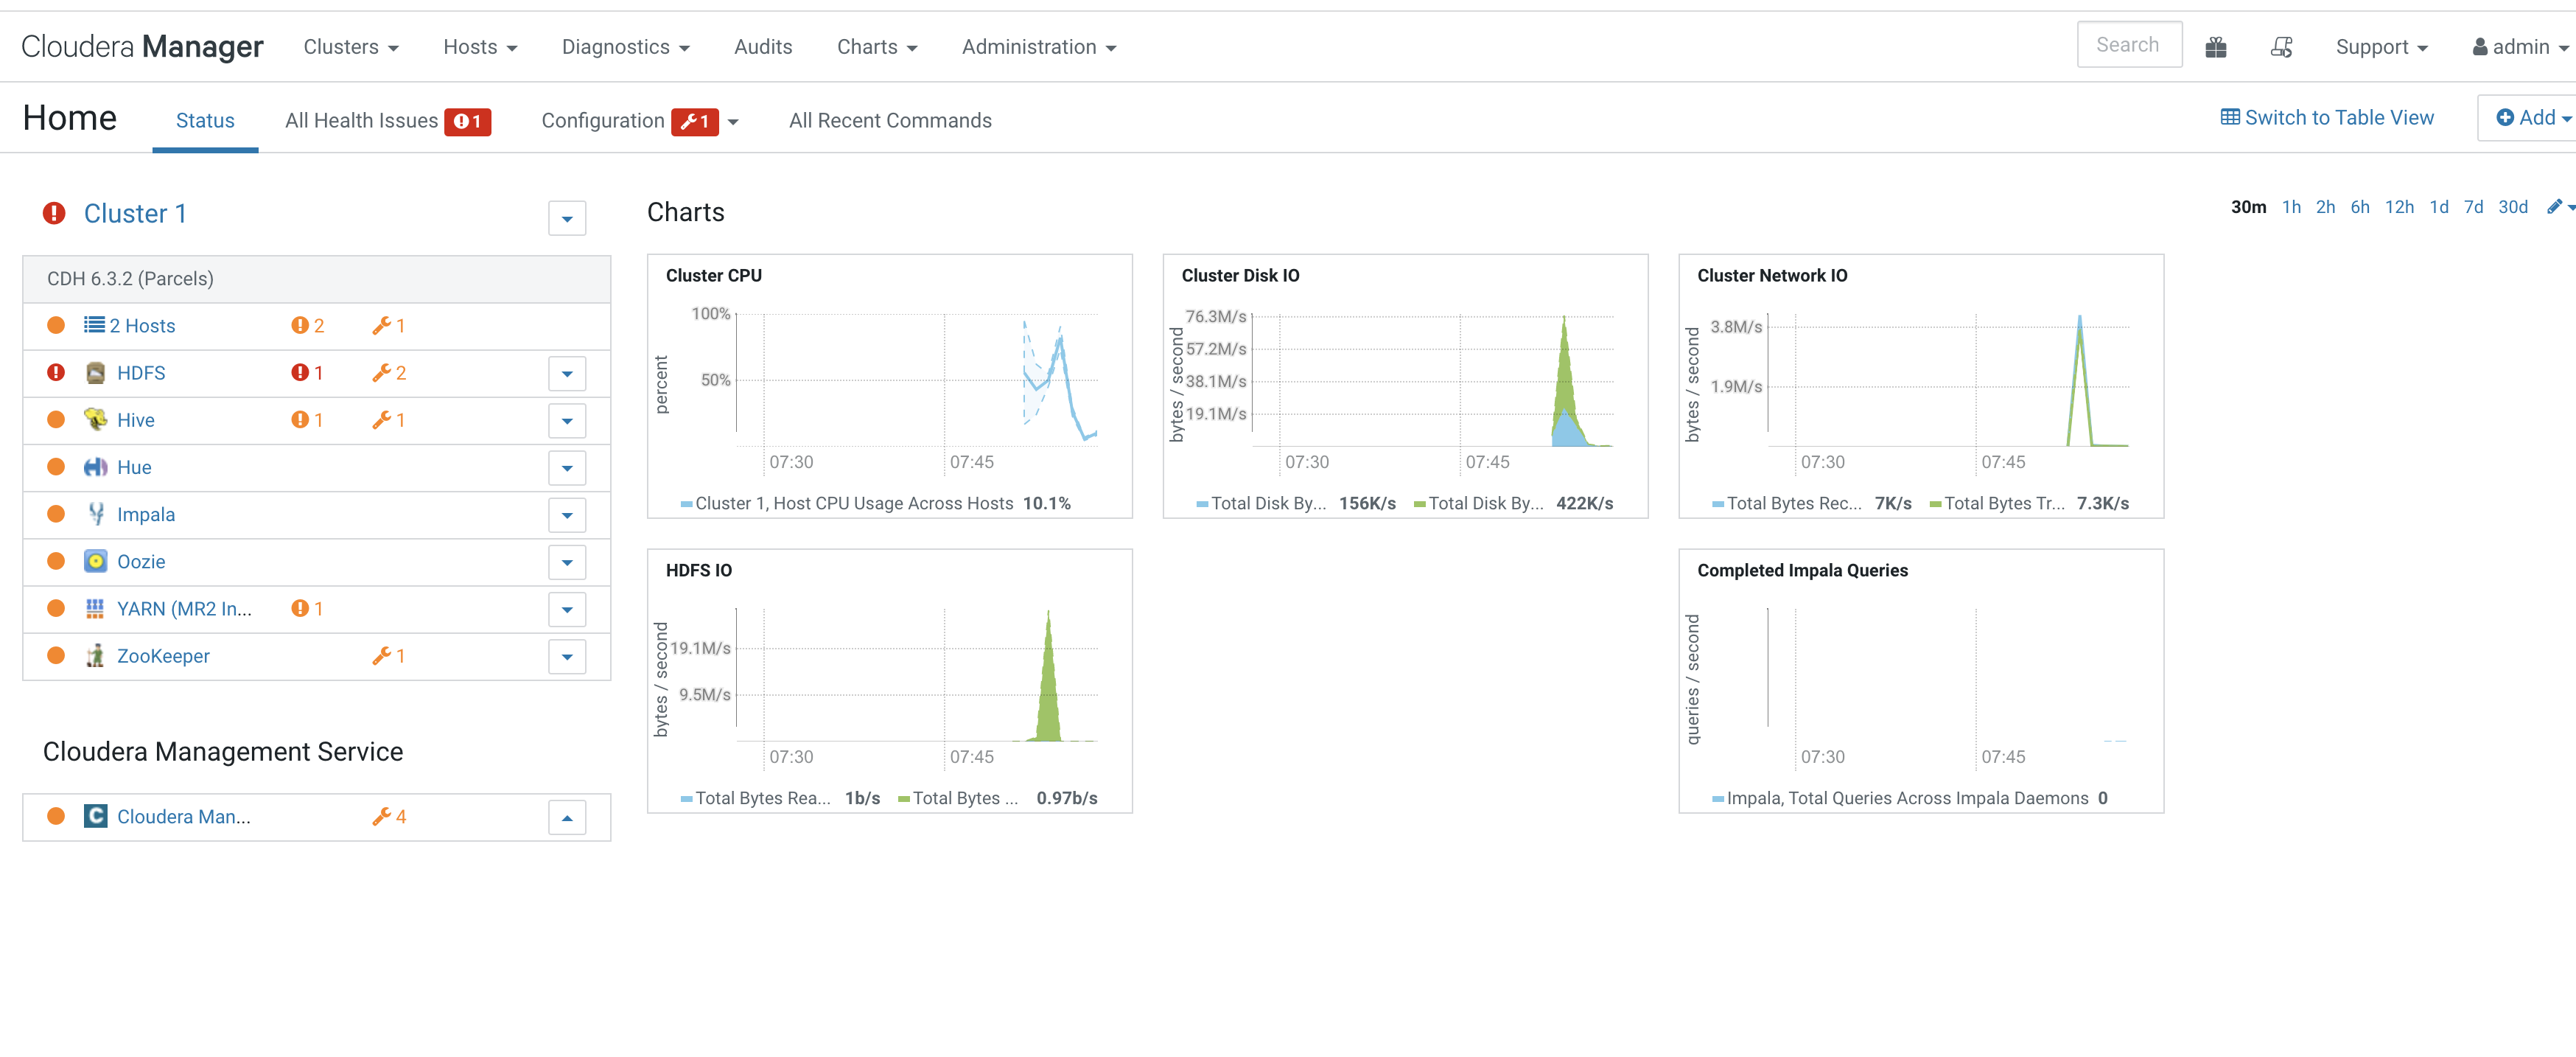 Cloudera Manager Clusters Hosts Diagnostics Audits Charts Administration Search Support admin
Home Status All Health Issues 1 Configuration 1 All Recent Commands Switch to Table View Add
Cluster 1
CDH 6.3.2 (Parcels)
2 Hosts 2 1
HDFS 1 2
Hive 1 1
Hue
Impala
Oozie
YARN (MR2 In... 1
ZooKeeper 1
Cloudera Management Service
Cloudera Man... 4
Charts
30m 1h 2h 6h 12h 1d 7d 30d
Cluster CPU
percent
100%
50%
07:30 07:45
Cluster 1, Host CPU Usage Across Hosts 10.1%
Cluster Disk IO
bytes / second
76.3M/s
57.2M/s
38.1M/s
19.1M/s
07:30 07:45
Total Disk By... 156K/s Total Disk By... 422K/s
Cluster Network IO
bytes / second
3.8M/s
1.9M/s
07:30 07:45
Total Bytes Rec... 7K/s Total Bytes Tr... 7.3K/s
HDFS IO
bytes / second
19.1M/s
9.5M/s
07:30 07:45
Total Bytes Rea... 1b/s Total Bytes ... 0.97b/s
Completed Impala Queries
queries / second
07:30 07:45
Impala, Total Queries Across Impala Daemons 0